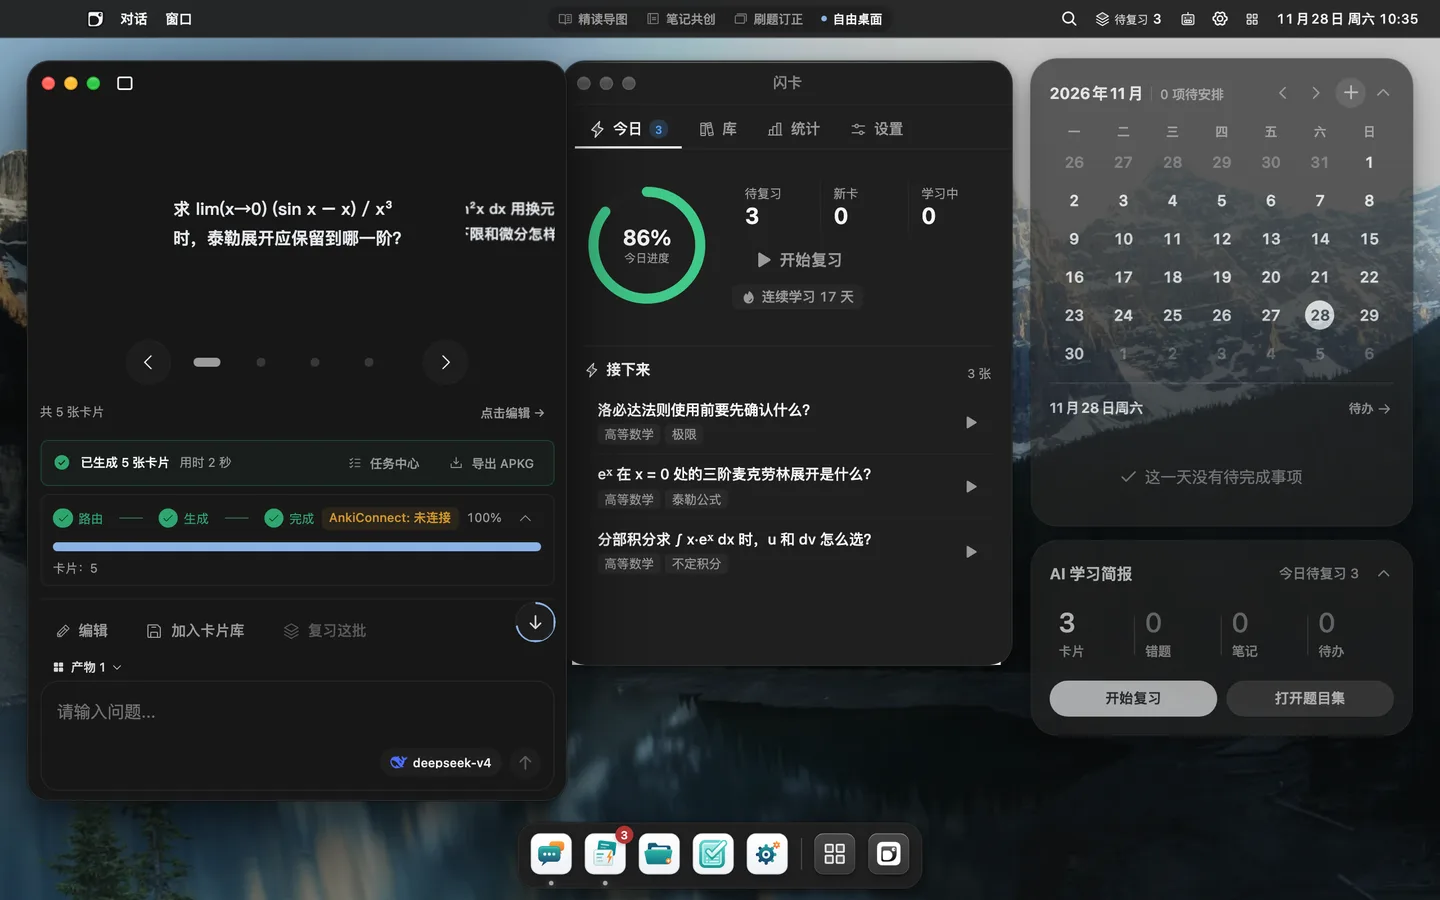 对话 窗口
精读导图 笔记共创 刷题订正 自由桌面
待复习 3
11月28日 周六 10:35
求 lim(x→0) (sin x − x) / x³
时，泰勒展开应保留到哪一阶？
²x dx 用换元
限和微分怎样
共 5 张卡片
点击编辑 →
已生成 5 张卡片 用时 2 秒
任务中心
导出 APKG
路由 生成 完成 AnkiConnect: 未连接 100%
卡片：5
编辑 加入卡片库 复习这批
产物 1
请输入问题...
deepseek-v4
闪卡
今日 3 库 统计 设置
86%
今日进度
待复习 新卡 学习中
3 0 0
开始复习
连续学习 17 天
接下来
3 张
洛必达法则使用前要先确认什么？
高等数学 极限
eˣ 在 x = 0 处的三阶麦克劳林展开是什么？
高等数学 泰勒公式
分部积分求 ∫ x·eˣ dx 时，u 和 dv 怎么选？
高等数学 不定积分
2026年11月 0 项待安排
一 二 三 四 五 六 日
26 27 28 29 30 31 1
2 3 4 5 6 7 8
9 10 11 12 13 14 15
16 17 18 19 20 21 22
23 24 25 26 27 28 29
30 1 2 3 4 5 6
11月28日周六
待办 →
这一天没有待完成事项
AI 学习简报
今日待复习 3
3 0 0 0
卡片 错题 笔记 待办
开始复习 打开题目集
3